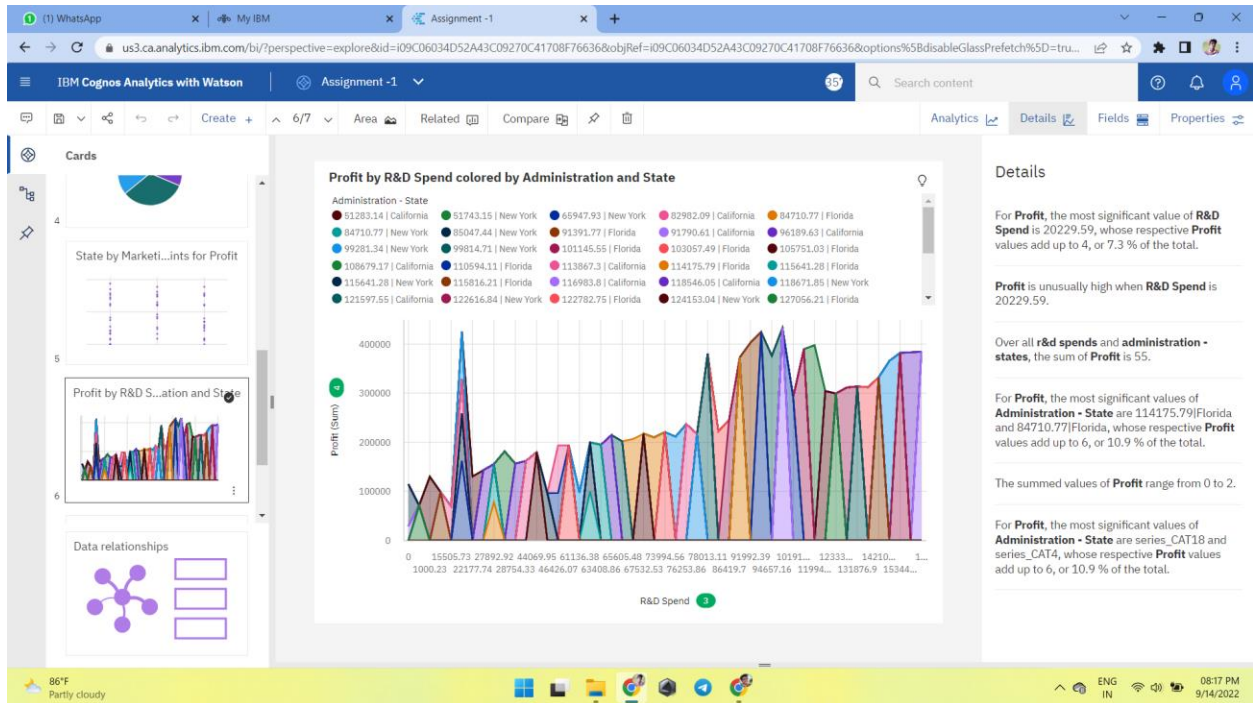 (1) WhatsApp
My IBM
Assignment -1
us3.ca.analytics.ibm.com/bi/?perspective=explore&id=i09C06034D52A43C09270C41708F76636&objRef=i09C06034D52A43C09270C41708F76636&options%5BdisableGlassPrefetch%5D=tru...
IBM Cognos Analytics with Watson
Assignment -1
Search content
Create +
6/7
Area
Related
Compare
Analytics
Details
Fields
Properties
Cards
4
State by Marketi...ints for Profit
5
Profit by R&D S...ation and State
6
Data relationships
Profit by R&D Spend colored by Administration and State
Administration - State
51283.14 | California 51743.15 | New York 65947.93 | New York 82982.09 | California 84710.77 | Florida
84710.77 | New York 85047.44 | New York 91391.77 | Florida 91790.61 | California 96189.63 | California
99281.34 | New York 99814.71 | New York 101145.55 | Florida 103057.49 | Florida 105751.03 | Florida
108679.17 | California 110594.11 | Florida 113867.3 | California 114175.79 | Florida 115641.28 | Florida
115641.28 | New York 115816.21 | Florida 116983.8 | California 118546.05 | California 118671.85 | New York
121597.55 | California 122616.84 | New York 122782.75 | Florida 124153.04 | New York 127056.21 | Florida
Profit (Sum)
4
400000
300000
200000
100000
0
0 15505.73 27892.92 44069.95 61136.38 65605.48 73994.56 78013.11 91992.39 10191... 12333... 14210... 1...
1000.23 22177.74 28754.33 46426.07 63408.86 67532.53 76253.86 86419.7 94657.16 11994... 131876.9 15344...
R&D Spend 3
Details
For Profit, the most significant value of R&D
Spend is 20229.59, whose respective Profit
values add up to 4, or 7.3 % of the total.
Profit is unusually high when R&D Spend is
20229.59.
Over all r&d spends and administration -
states, the sum of Profit is 55.
For Profit, the most significant values of
Administration - State are 114175.79|Florida
and 84710.77|Florida, whose respective Profit
values add up to 6, or 10.9 % of the total.
The summed values of Profit range from 0 to 2.
For Profit, the most significant values of
Administration - State are series_CAT18 and
series_CAT4, whose respective Profit values
add up to 6, or 10.9 % of the total.
86°F
Partly cloudy
ENG
IN
08:17 PM
9/14/2022